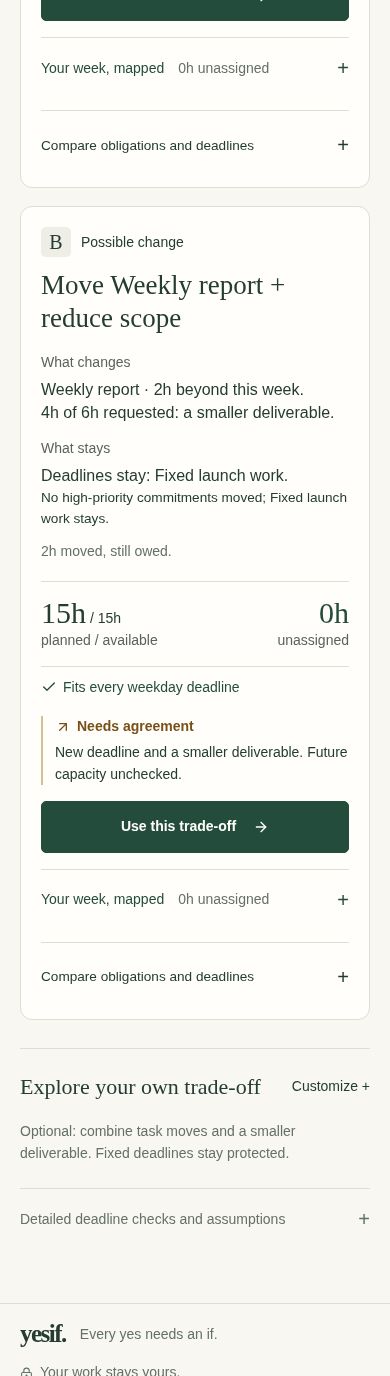 Your week, mapped 0h unassigned +
Compare obligations and deadlines +
B Possible change
Move Weekly report +
reduce scope
What changes
Weekly report · 2h beyond this week.
4h of 6h requested: a smaller deliverable.
What stays
Deadlines stay: Fixed launch work.
No high-priority commitments moved; Fixed launch
work stays.
2h moved, still owed.
15h / 15h 0h
planned / available unassigned
Fits every weekday deadline
Needs agreement
New deadline and a smaller deliverable. Future
capacity unchecked.
Use this trade-off →
Your week, mapped 0h unassigned +
Compare obligations and deadlines +
Explore your own trade-off Customize +
Optional: combine task moves and a smaller
deliverable. Fixed deadlines stay protected.
Detailed deadline checks and assumptions +
yesif. Every yes needs an if.
Your work stays yours.